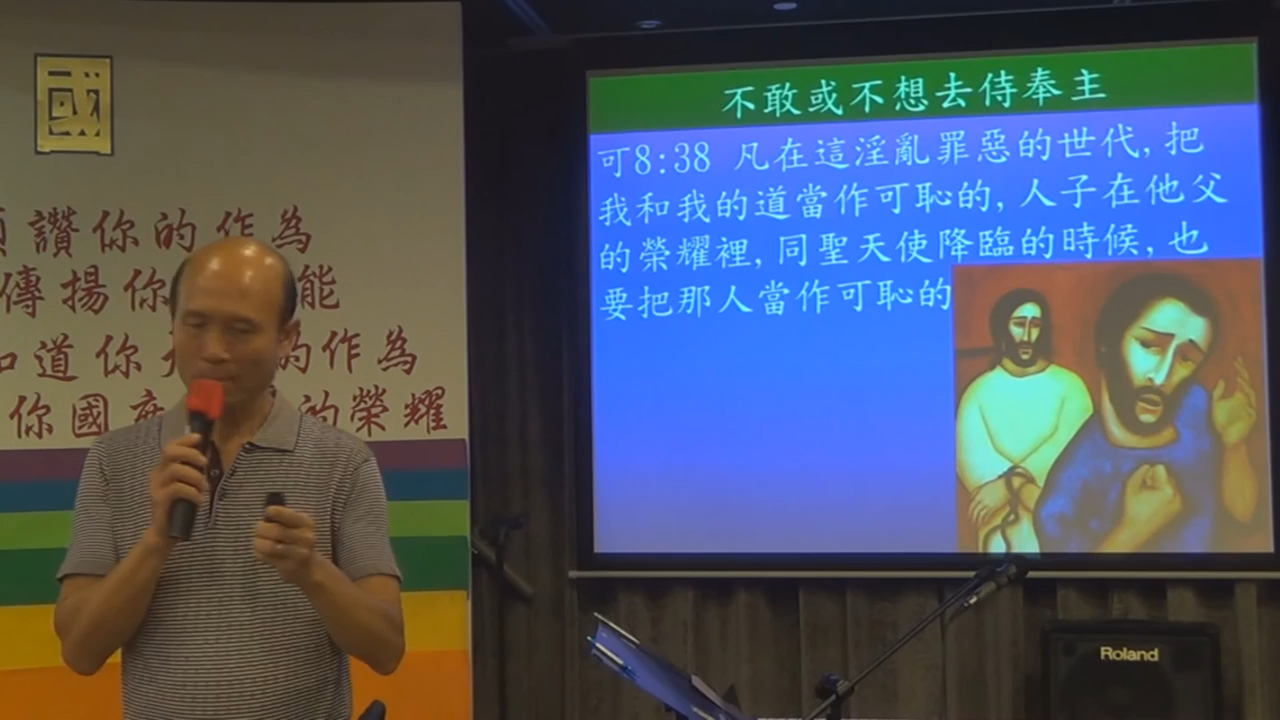 國
讚你的作為
傳揚你 能
道你 的作為
你國 的榮耀
不敢或不想去侍奉主
可8:38 凡在這淫亂罪惡的世代,把
我和我的道當作可恥的,人子在他父
的榮耀裡,同聖天使降臨的時候,也
要把那人當作可恥的
Roland